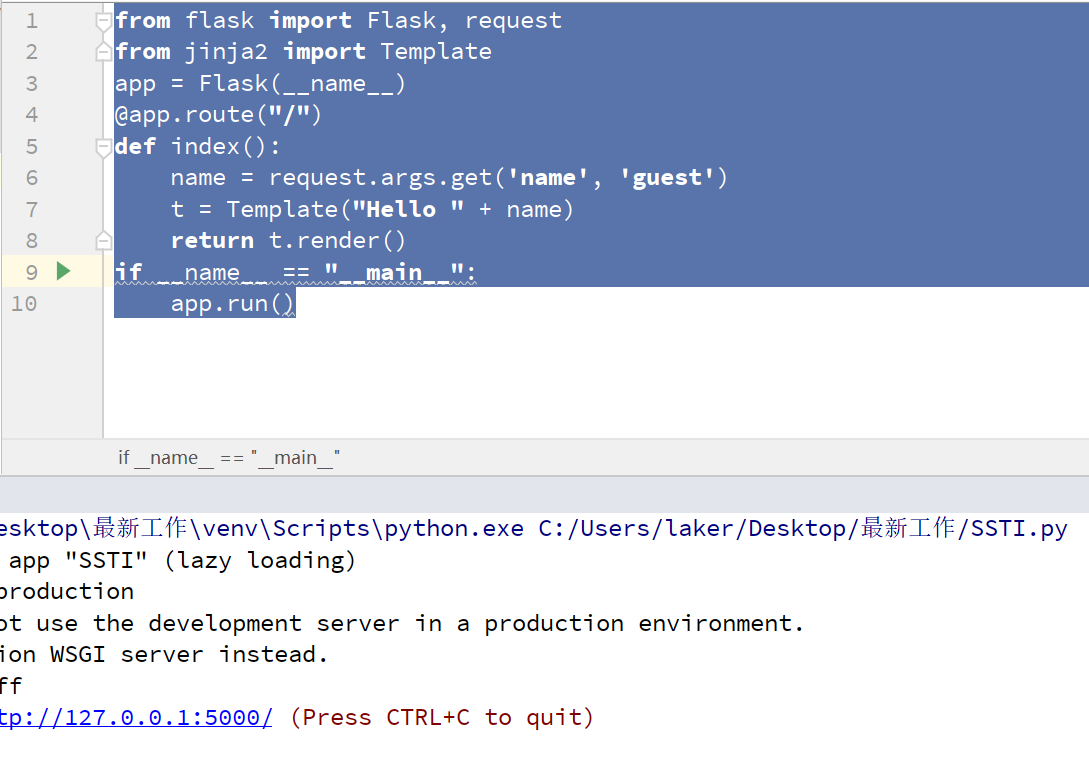 1 from flask import Flask, request
2 from jinja2 import Template
3 app = Flask(__name__)
4 @app.route("/")
5 def index():
6     name = request.args.get('name', 'guest')
7     t = Template("Hello " + name)
8     return t.render()
9 if __name__ == "__main__":
10     app.run()
if __name__ == "__main__"
esktop\最新工作\venv\Scripts\python.exe C:/Users/laker/Desktop/最新工作/SSTI.py
app "SSTI" (lazy loading)
production
ot use the development server in a production environment.
ion WSGI server instead.
ff
tp://127.0.0.1:5000/ (Press CTRL+C to quit)